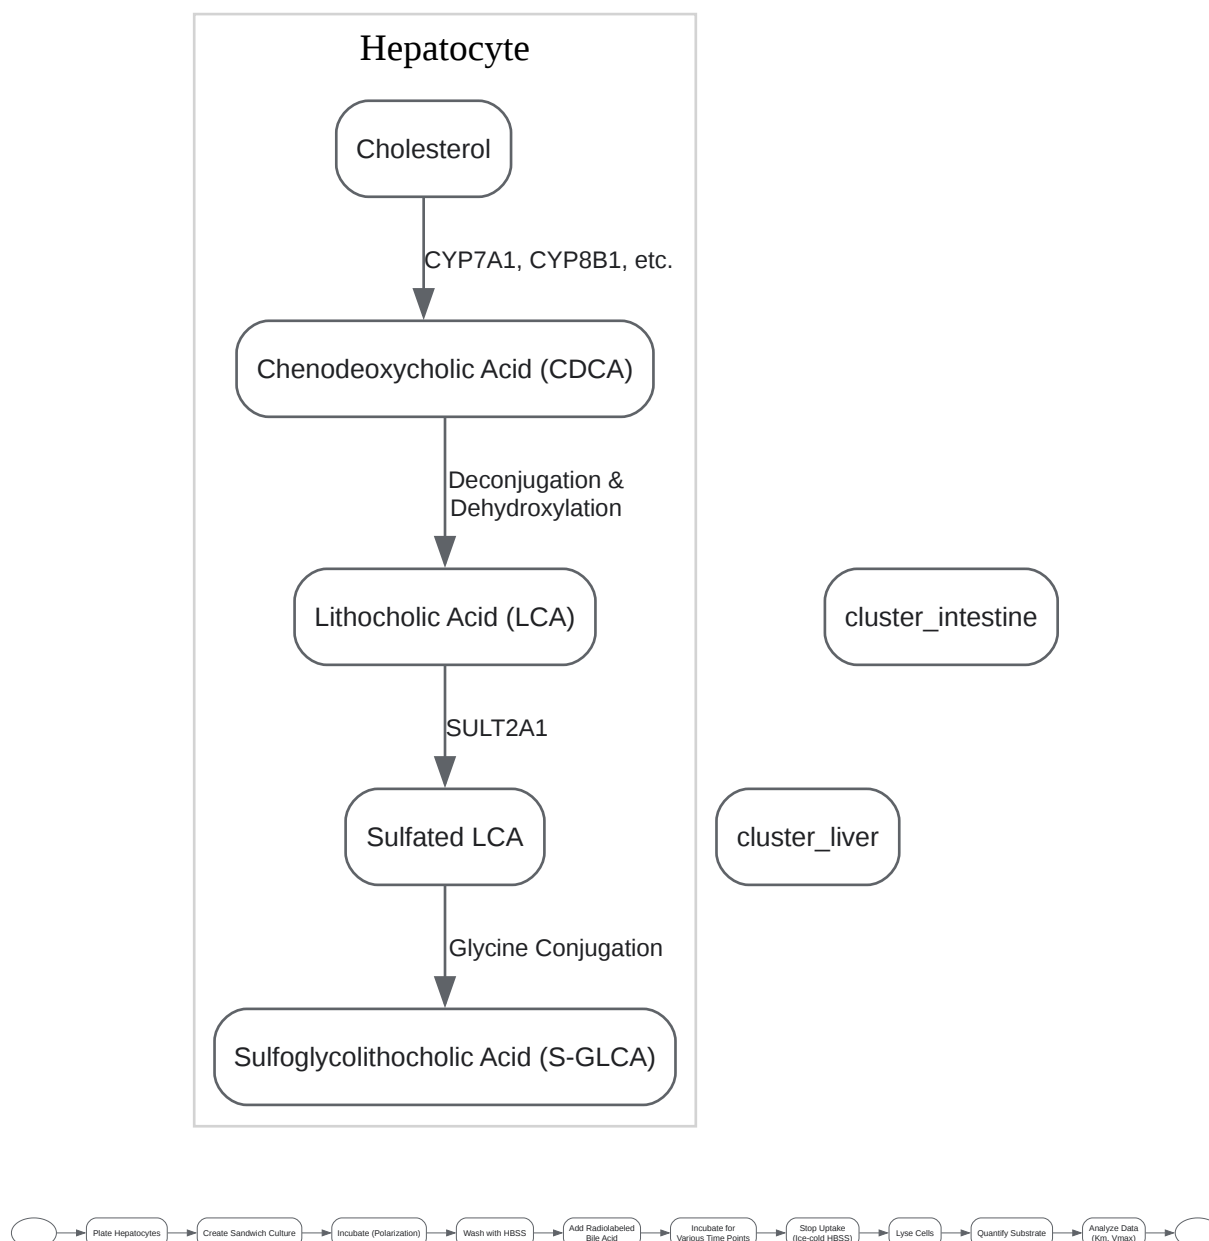 Hepatocyte
Cholesterol
CYP7A1, CYP8B1, etc.
Chenodeoxycholic Acid (CDCA)
Deconjugation &
Dehydroxylation
Lithocholic Acid (LCA)
cluster_intestine
SULT2A1
Sulfated LCA
cluster_liver
Glycine Conjugation
Sulfoglycolithocholic Acid (S-GLCA)
Plate Hepatocytes
Create Sandwich Culture
Incubate (Polarization)
Wash with HBSS
Add Radiolabeled
Bile Acid
Incubate for
Various Time Points
Stop Uptake
(Ice-cold HBSS)
Lyse Cells
Quantify Substrate
Analyze Data
(Km, Vmax)